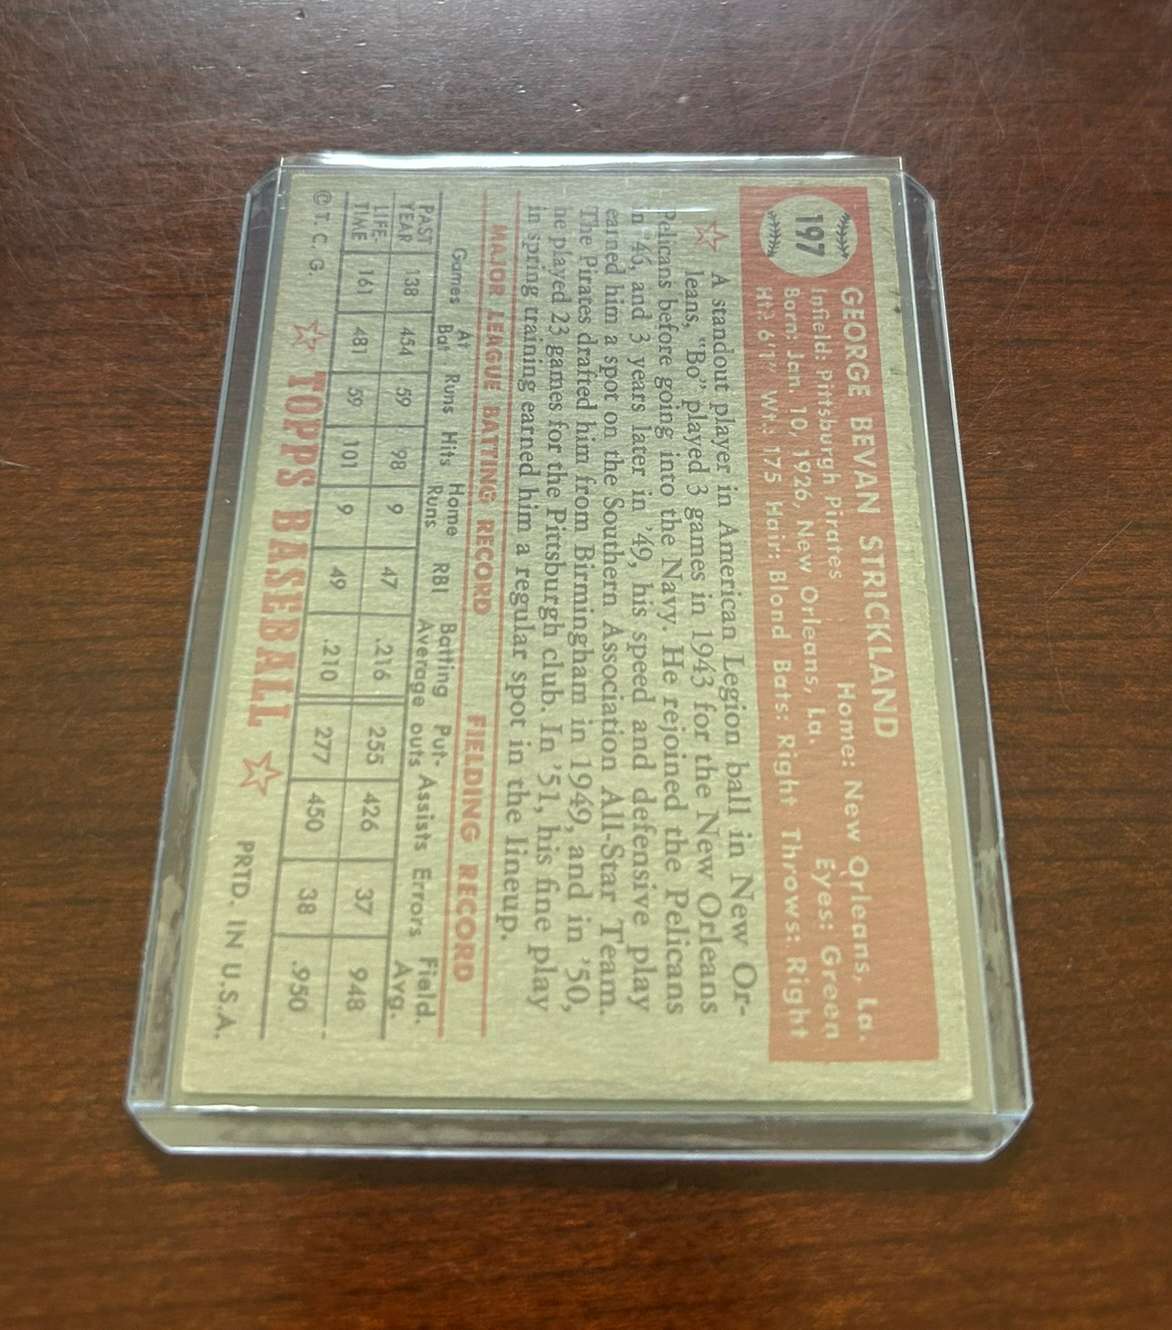 197
GEORGE BEVAN STRICKLAND
Infield: Pittsburgh Pirates Home: New Orleans, La.
Born: Jan 10, 1926, New Orleans, La. Eyes: Green
Ht.: 6'1" Wt.: 175 Hair: Blond Bats: Right Throws: Right
A standout player in American Legion ball in New Or-
leans, "Bo" played 3 games in 1943 for the New Orleans
Pelicans before going into the Navy. He rejoined the Pelicans
in '46, and 3 years later in '49, his speed and defensive play
earned him a spot on the Southern Association All-Star Team.
The Pirates drafted him from Birmingham in 1949, and in '50,
he played 23 games for the Pittsburgh club. In '51, his fine play
in spring training earned him a regular spot in the lineup.
MAJOR LEAGUE BATTING RECORD FIELDING RECORD
Games At Bat Runs Hits Home Runs RBI Batting Average Put-outs Assists Errors Field. Avg.
PAST YEAR 138 454 59 98 9 47 .216 255 426 37 948
LIFE-TIME 161 481 59 101 9 49 .210 277 450 38 .950
© T. C. G. TOPPS BASEBALL PRTD. IN U.S.A.